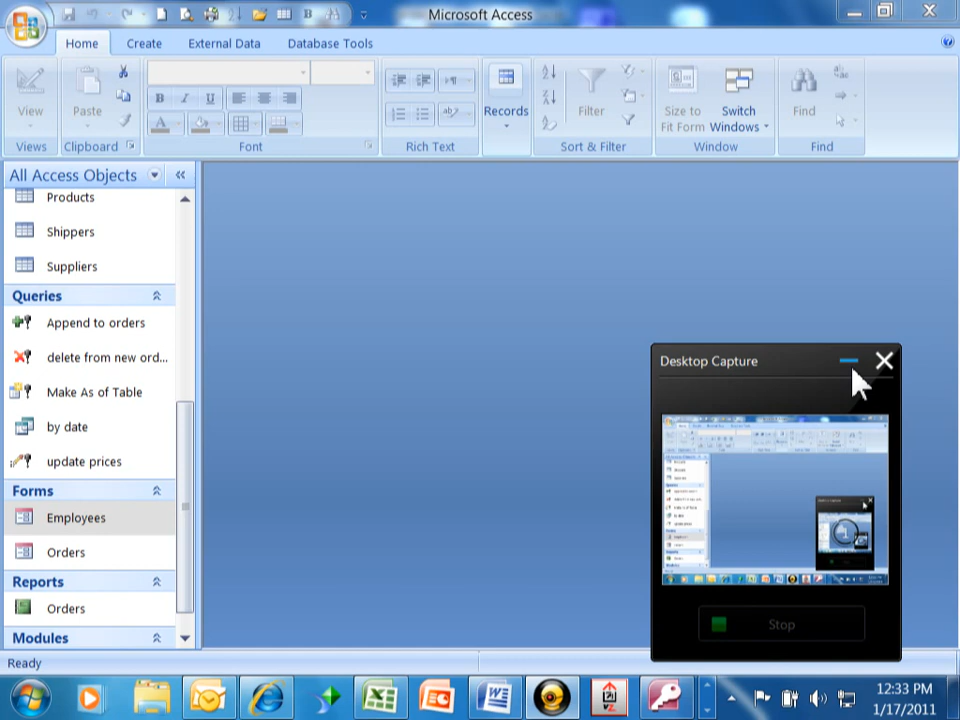 Microsoft Access
Home Create External Data Database Tools
View
Paste
B I U
Records
Filter
Size to Fit Form
Switch Windows
Find
Views Clipboard Font Rich Text Sort & Filter Window Find
All Access Objects
Products
Shippers
Suppliers
Queries
Append to orders
delete from new ord...
Make As of Table
by date
update prices
Forms
Employees
Orders
Reports
Orders
Modules
Desktop Capture
Stop
Ready
12:33 PM
1/17/2011